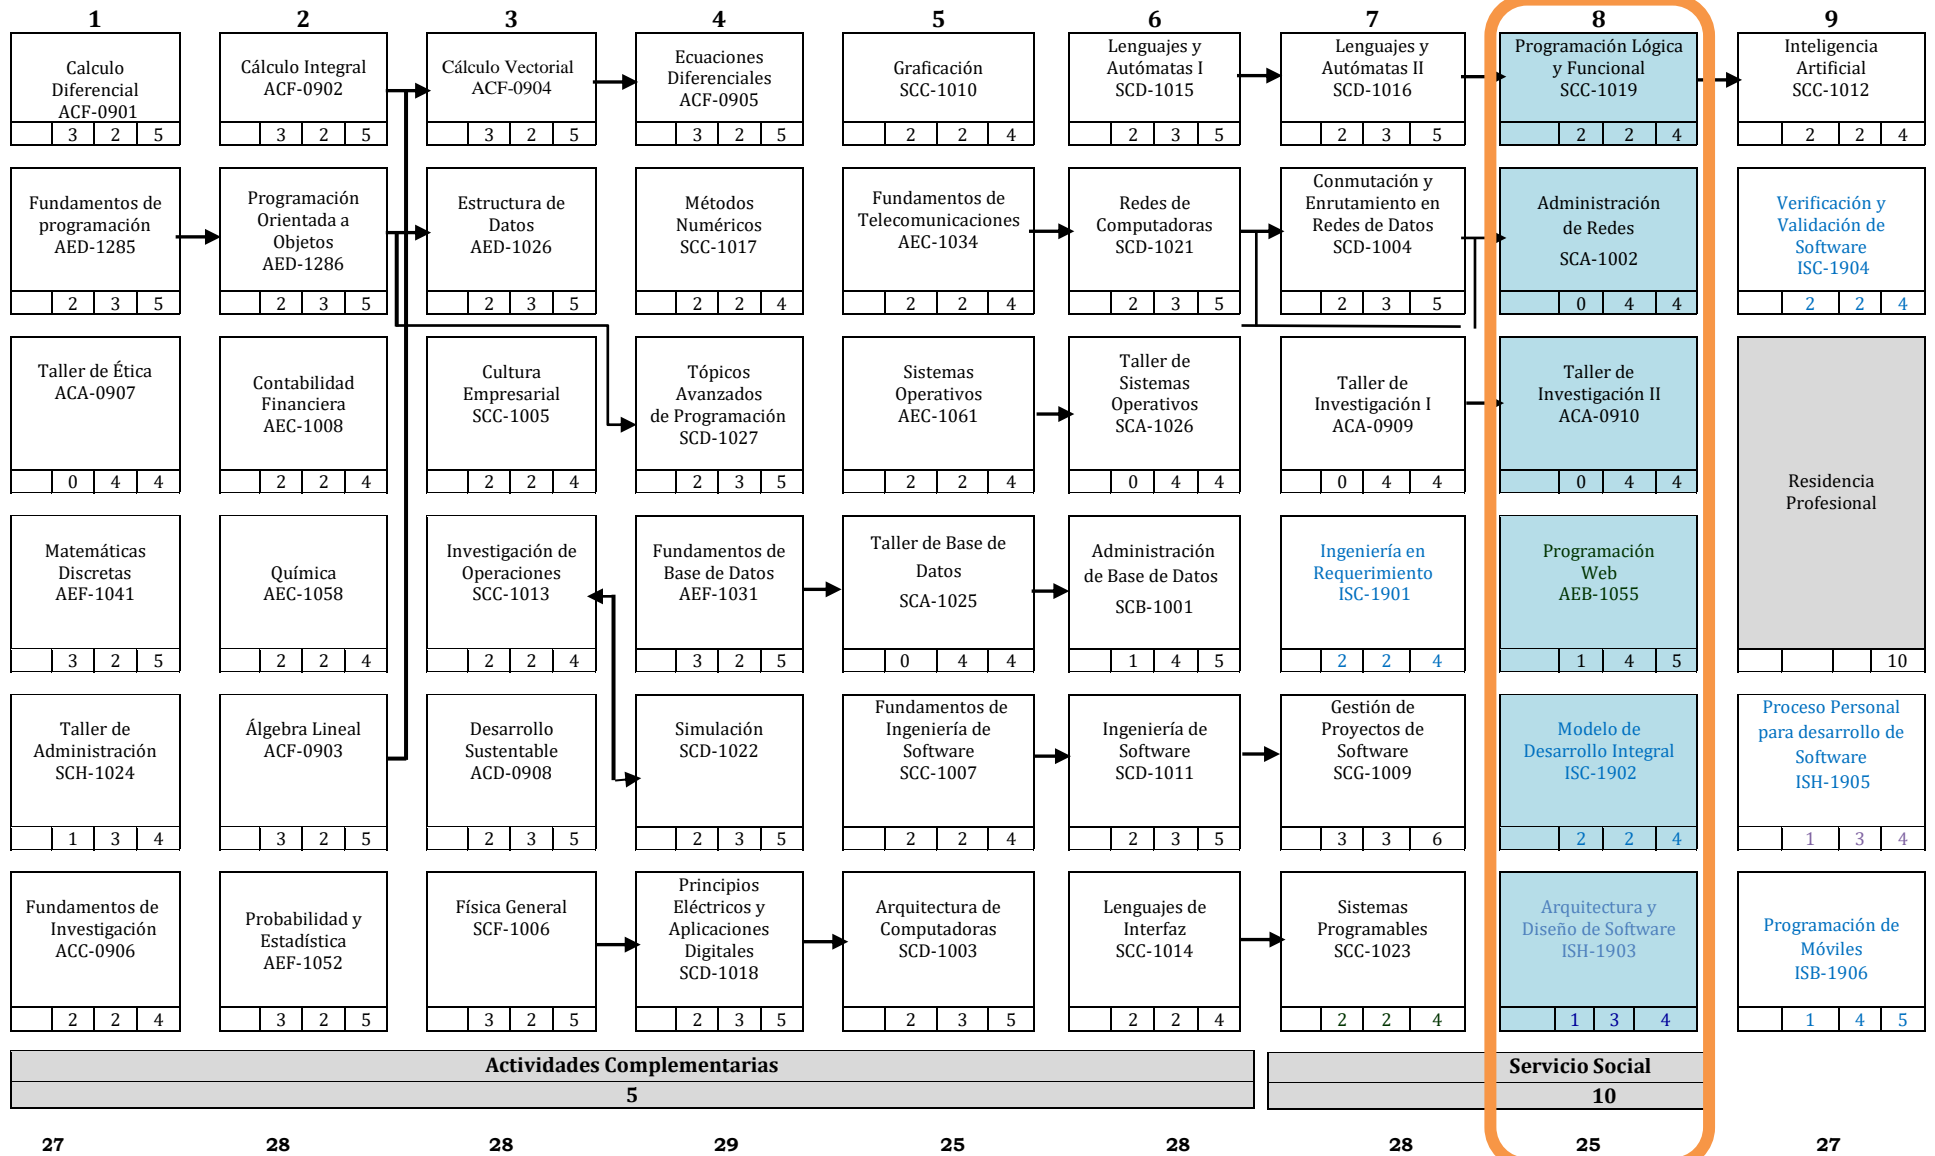 1 2 3 4 5 6 7 8 9
Calculo
Diferencial
ACF-0901
3 2 5
Cálculo Integral
ACF-0902
3 2 5
Cálculo Vectorial
ACF-0904
3 2 5
Ecuaciones
Diferenciales
ACF-0905
3 2 5
Graficación
SCC-1010
2 2 4
Lenguajes y
Autómatas I
SCD-1015
2 3 5
Lenguajes y
Autómatas II
SCD-1016
2 3 5
Programación Lógica
y Funcional
SCC-1019
2 2 4
Inteligencia
Artificial
SCC-1012
2 2 4
Fundamentos de
programación
AED-1285
2 3 5
Programación
Orientada a
Objetos
AED-1286
2 3 5
Estructura de
Datos
AED-1026
2 3 5
Métodos
Numéricos
SCC-1017
2 2 4
Fundamentos de
Telecomunicaciones
AEC-1034
2 2 4
Redes de
Computadoras
SCD-1021
2 3 5
Conmutación y
Enrutamiento en
Redes de Datos
SCD-1004
2 3 5
Administración
de Redes
SCA-1002
0 4 4
Verificación y
Validación de
Software
ISC-1904
2 2 4
Taller de Ética
ACA-0907
0 4 4
Contabilidad
Financiera
AEC-1008
2 2 4
Cultura
Empresarial
SCC-1005
2 2 4
Tópicos
Avanzados
de Programación
SCD-1027
2 3 5
Sistemas
Operativos
AEC-1061
2 2 4
Taller de
Sistemas
Operativos
SCA-1026
0 4 4
Taller de
Investigación I
ACA-0909
0 4 4
Taller de
Investigación II
ACA-0910
0 4 4
Residencia
Profesional
10
Matemáticas
Discretas
AEF-1041
3 2 5
Química
AEC-1058
2 2 4
Investigación de
Operaciones
SCC-1013
2 2 4
Fundamentos de
Base de Datos
AEF-1031
3 2 5
Taller de Base de
Datos
SCA-1025
0 4 4
Administración
de Base de Datos
SCB-1001
1 4 5
Ingeniería en
Requerimiento
ISC-1901
2 2 4
Programación
Web
AEB-1055
1 4 5
Taller de
Administración
SCH-1024
1 3 4
Álgebra Lineal
ACF-0903
3 2 5
Desarrollo
Sustentable
ACD-0908
2 3 5
Simulación
SCD-1022
2 3 5
Fundamentos de
Ingeniería de
Software
SCC-1007
2 2 4
Ingeniería de
Software
SCD-1011
2 3 5
Gestión de
Proyectos de
Software
SCG-1009
3 3 6
Modelo de
Desarrollo Integral
ISC-1902
2 2 4
Proceso Personal
para desarrollo de
Software
ISH-1905
1 3 4
Fundamentos de
Investigación
ACC-0906
2 2 4
Probabilidad y
Estadística
AEF-1052
3 2 5
Física General
SCF-1006
3 2 5
Principios
Eléctricos y
Aplicaciones
Digitales
SCD-1018
2 3 5
Arquitectura de
Computadoras
SCD-1003
2 3 5
Lenguajes de
Interfaz
SCC-1014
2 2 4
Sistemas
Programables
SCC-1023
2 2 4
Arquitectura y
Diseño de Software
ISH-1903
1 3 4
Programación de
Móviles
ISB-1906
1 4 5
Actividades Complementarias
5
Servicio Social
10
27 28 28 29 25 28 28 25 27